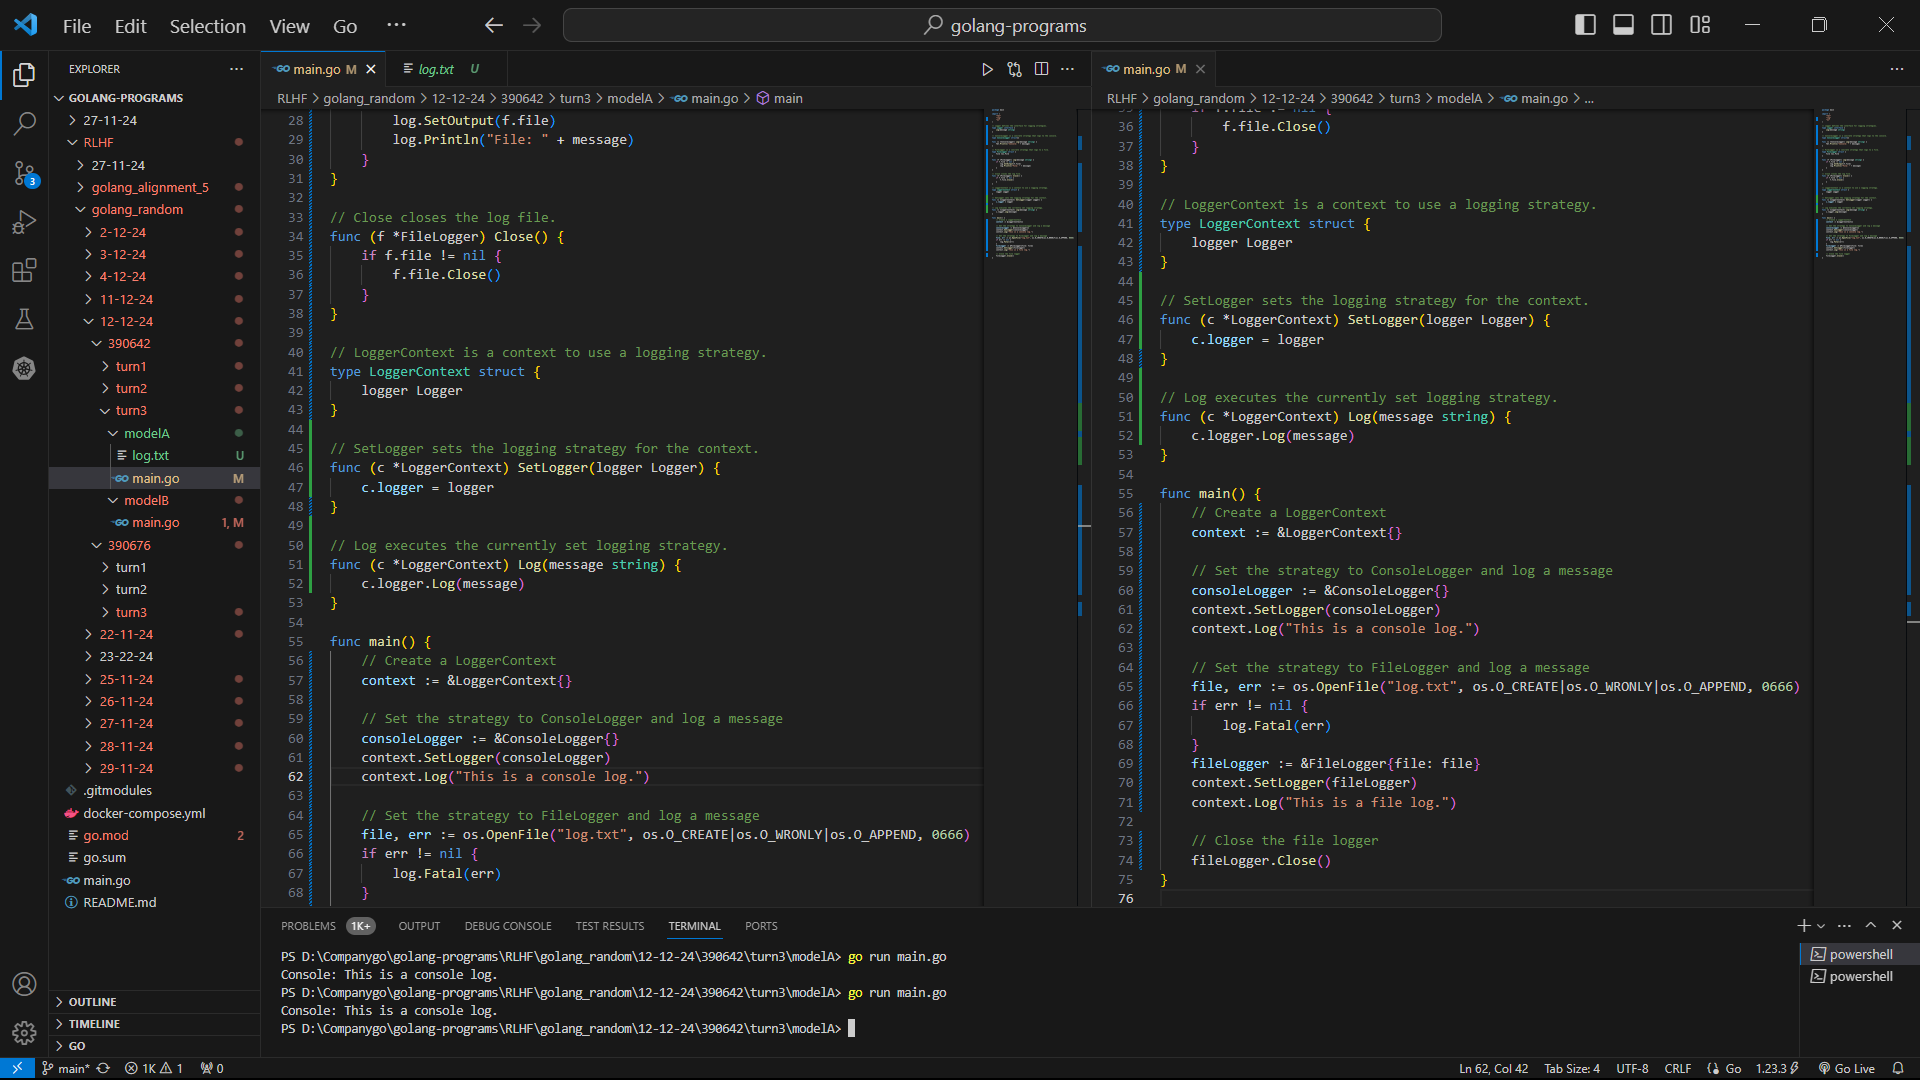 File Edit Selection View Go ··· golang-programs
EXPLORER
GOLANG-PROGRAMS
27-11-24
RLHF
27-11-24
golang_alignment_5
golang_random
2-12-24
3-12-24
4-12-24
11-12-24
12-12-24
390642
turn1
turn2
turn3
modelA
log.txt U
main.go M
modelB
main.go 1, M
390676
turn1
turn2
turn3
22-11-24
23-22-24
25-11-24
26-11-24
27-11-24
28-11-24
29-11-24
.gitmodules
docker-compose.yml
go.mod 2
go.sum
main.go
README.md
OUTLINE
TIMELINE
GO
3
main.go M log.txt U
RLHF > golang_random > 12-12-24 > 390642 > turn3 > modelA > main.go > main
28 log.SetOutput(f.file)
29 log.Println("File: " + message)
30 }
31 }
32
33 // Close closes the log file.
34 func (f *FileLogger) Close() {
35 if f.file != nil {
36 f.file.Close()
37 }
38 }
39
40 // LoggerContext is a context to use a logging strategy.
41 type LoggerContext struct {
42 logger Logger
43 }
44
45 // SetLogger sets the logging strategy for the context.
46 func (c *LoggerContext) SetLogger(logger Logger) {
47 c.logger = logger
48 }
49
50 // Log executes the currently set logging strategy.
51 func (c *LoggerContext) Log(message string) {
52 c.logger.Log(message)
53 }
54
55 func main() {
56 // Create a LoggerContext
57 context := &LoggerContext{}
58
59 // Set the strategy to ConsoleLogger and log a message
60 consoleLogger := &ConsoleLogger{}
61 context.SetLogger(consoleLogger)
62 context.Log("This is a console log.")
63
64 // Set the strategy to FileLogger and log a message
65 file, err := os.OpenFile("log.txt", os.O_CREATE|os.O_WRONLY|os.O_APPEND, 0666)
66 if err != nil {
67 log.Fatal(err)
68 }
main.go M
RLHF > golang_random > 12-12-24 > 390642 > turn3 > modelA > main.go > ...
36 f.file.Close()
37 }
38 }
39
40 // LoggerContext is a context to use a logging strategy.
41 type LoggerContext struct {
42 logger Logger
43 }
44
45 // SetLogger sets the logging strategy for the context.
46 func (c *LoggerContext) SetLogger(logger Logger) {
47 c.logger = logger
48 }
49
50 // Log executes the currently set logging strategy.
51 func (c *LoggerContext) Log(message string) {
52 c.logger.Log(message)
53 }
54
55 func main() {
56 // Create a LoggerContext
57 context := &LoggerContext{}
58
59 // Set the strategy to ConsoleLogger and log a message
60 consoleLogger := &ConsoleLogger{}
61 context.SetLogger(consoleLogger)
62 context.Log("This is a console log.")
63
64 // Set the strategy to FileLogger and log a message
65 file, err := os.OpenFile("log.txt", os.O_CREATE|os.O_WRONLY|os.O_APPEND, 0666)
66 if err != nil {
67 log.Fatal(err)
68 }
69 fileLogger := &FileLogger{file: file}
70 context.SetLogger(fileLogger)
71 context.Log("This is a file log.")
72
73 // Close the file logger
74 fileLogger.Close()
75 }
76
PROBLEMS 1K+ OUTPUT DEBUG CONSOLE TEST RESULTS TERMINAL PORTS
PS D:\Companygo\golang-programs\RLHF\golang_random\12-12-24\390642\turn3\modelA> go run main.go
Console: This is a console log.
PS D:\Companygo\golang-programs\RLHF\golang_random\12-12-24\390642\turn3\modelA> go run main.go
Console: This is a console log.
PS D:\Companygo\golang-programs\RLHF\golang_random\12-12-24\390642\turn3\modelA>
powershell
powershell
main* 1K 1 0 Ln 62, Col 42 Tab Size: 4 UTF-8 CRLF Go 1.23.3 Go Live